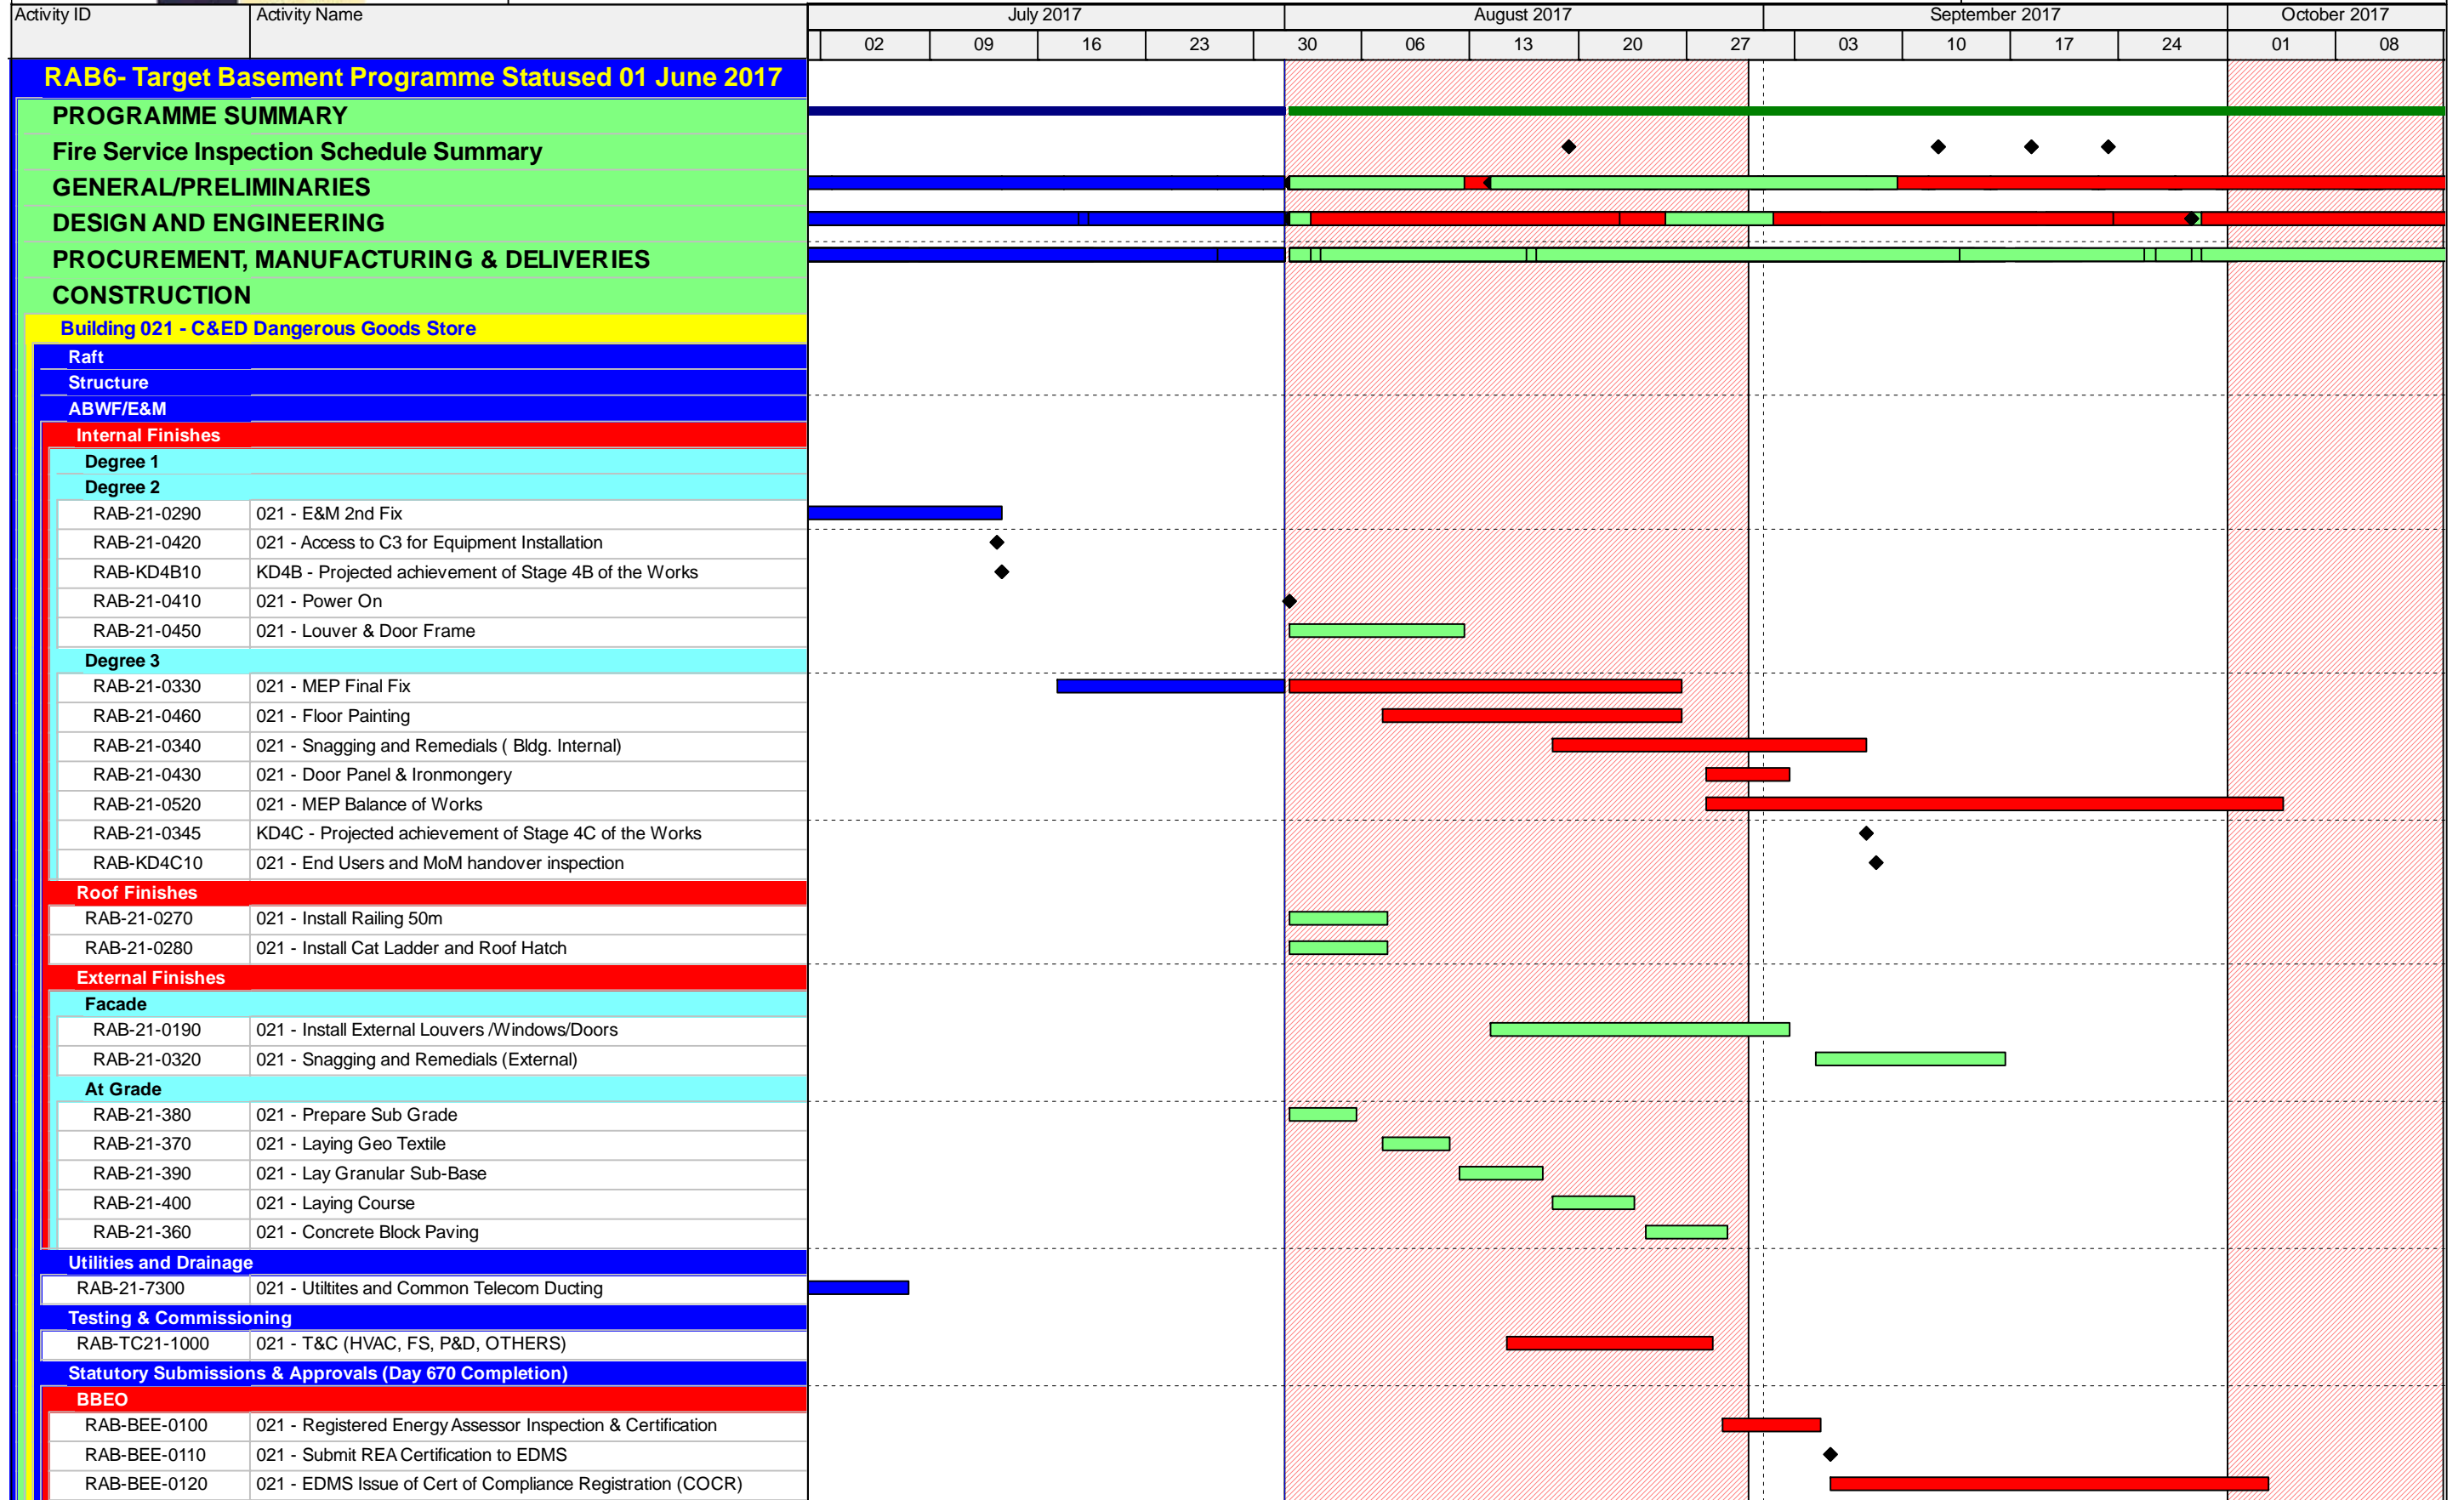 Activity ID Activity Name July 2017 August 2017 September 2017 October 2017
02 09 16 23 30 06 13 20 27 03 10 17 24 01 08
RAB6- Target Basement Programme Statused 01 June 2017
PROGRAMME SUMMARY
Fire Service Inspection Schedule Summary
GENERAL/PRELIMINARIES
DESIGN AND ENGINEERING
PROCUREMENT, MANUFACTURING & DELIVERIES
CONSTRUCTION
Building 021 - C&ED Dangerous Goods Store
Raft
Structure
ABWF/E&M
Internal Finishes
Degree 1
Degree 2
RAB-21-0290 021 - E&M 2nd Fix
RAB-21-0420 021 - Access to C3 for Equipment Installation
RAB-KD4B10 KD4B - Projected achievement of Stage 4B of the Works
RAB-21-0410 021 - Power On
RAB-21-0450 021 - Louver & Door Frame
Degree 3
RAB-21-0330 021 - MEP Final Fix
RAB-21-0460 021 - Floor Painting
RAB-21-0340 021 - Snagging and Remedials ( Bldg. Internal)
RAB-21-0430 021 - Door Panel & Ironmongery
RAB-21-0520 021 - MEP Balance of Works
RAB-21-0345 KD4C - Projected achievement of Stage 4C of the Works
RAB-KD4C10 021 - End Users and MoM handover inspection
Roof Finishes
RAB-21-0270 021 - Install Railing 50m
RAB-21-0280 021 - Install Cat Ladder and Roof Hatch
External Finishes
Facade
RAB-21-0190 021 - Install External Louvers /Windows/Doors
RAB-21-0320 021 - Snagging and Remedials (External)
At Grade
RAB-21-380 021 - Prepare Sub Grade
RAB-21-370 021 - Laying Geo Textile
RAB-21-390 021 - Lay Granular Sub-Base
RAB-21-400 021 - Laying Course
RAB-21-360 021 - Concrete Block Paving
Utilities and Drainage
RAB-21-7300 021 - Utiltites and Common Telecom Ducting
Testing & Commissioning
RAB-TC21-1000 021 - T&C (HVAC, FS, P&D, OTHERS)
Statutory Submissions & Approvals (Day 670 Completion)
BBEO
RAB-BEE-0100 021 - Registered Energy Assessor Inspection & Certification
RAB-BEE-0110 021 - Submit REA Certification to EDMS
RAB-BEE-0120 021 - EDMS Issue of Cert of Compliance Registration (COCR)